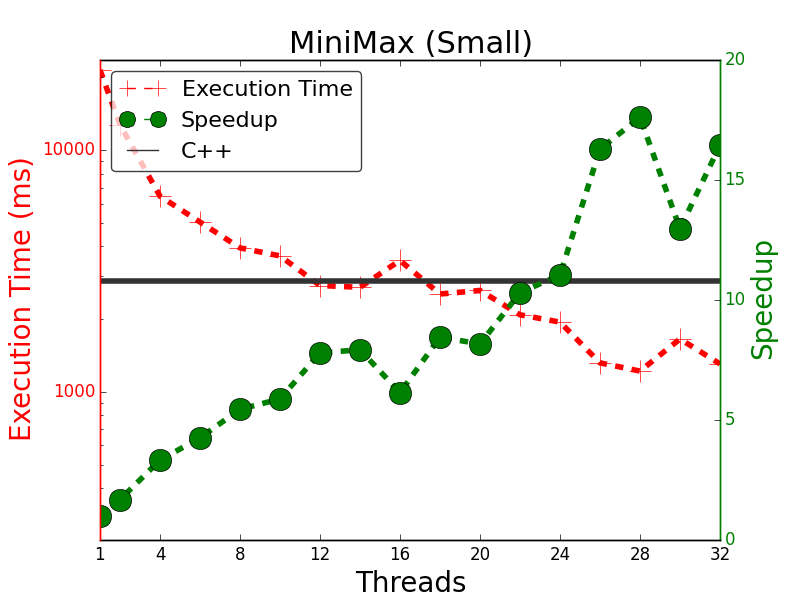 MiniMax (Small)
Execution Time
Speedup
C++
Execution Time (ms)
10000
1000
20
15
10
5
0
Speedup
1 4 8 12 16 20 24 28 32
Threads